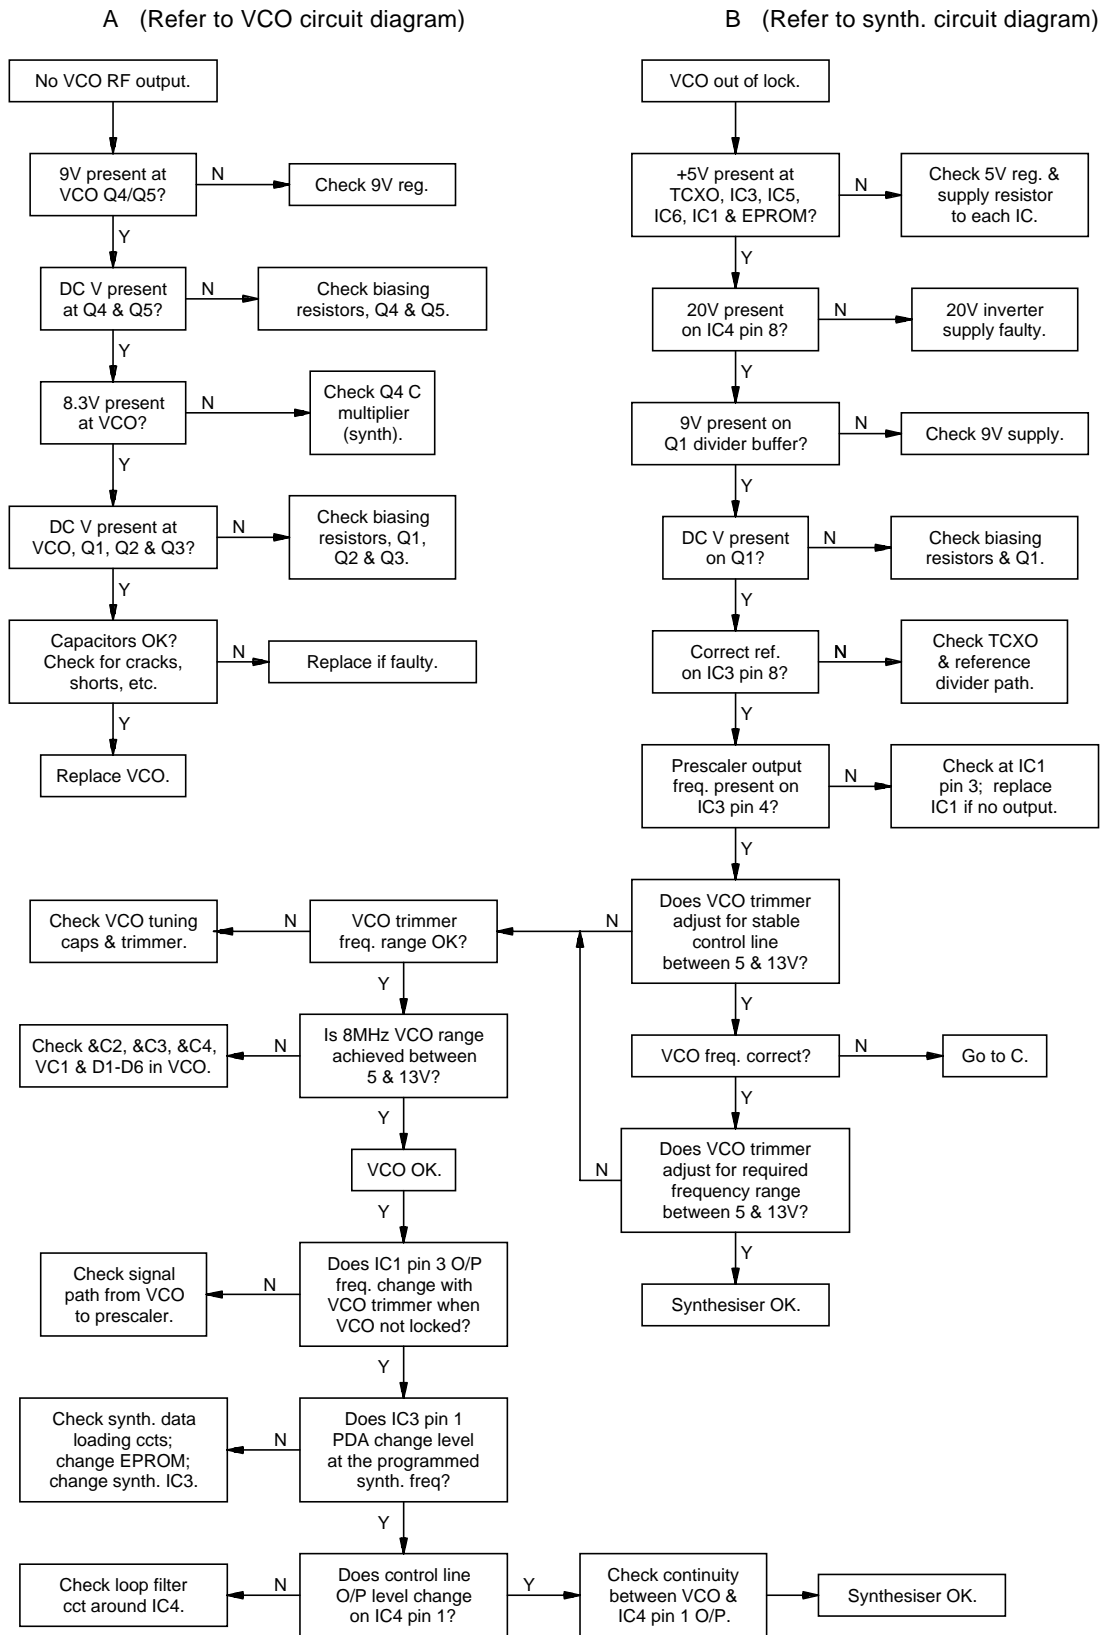 A (Refer to VCO circuit diagram)
No VCO RF output.
9V present at
VCO Q4/Q5?
N
Check 9V reg.
Y
DC V present
at Q4 & Q5?
N
Check biasing
resistors, Q4 & Q5.
Y
8.3V present
at VCO?
N
Check Q4 C
multiplier
(synth).
Y
DC V present at
VCO, Q1, Q2 & Q3?
N
Check biasing
resistors, Q1,
Q2 & Q3.
Y
Capacitors OK?
Check for cracks,
shorts, etc.
N
Replace if faulty.
Y
Replace VCO.
B (Refer to synth. circuit diagram)
VCO out of lock.
+5V present at
TCXO, IC3, IC5,
IC6, IC1 & EPROM?
N
Check 5V reg. &
supply resistor
to each IC.
Y
20V present
on IC4 pin 8?
N
20V inverter
supply faulty.
Y
9V present on
Q1 divider buffer?
N
Check 9V supply.
Y
DC V present
on Q1?
N
Check biasing
resistors & Q1.
Y
Correct ref.
on IC3 pin 8?
N
Check TCXO
& reference
divider path.
Y
Prescaler output
freq. present on
IC3 pin 4?
N
Check at IC1
pin 3; replace
IC1 if no output.
Y
Does VCO trimmer
adjust for stable
control line
between 5 & 13V?
N
Y
VCO freq. correct?
N
Go to C.
Y
Does VCO trimmer
adjust for required
frequency range
between 5 & 13V?
N
Y
Synthesiser OK.
VCO trimmer
freq. range OK?
N
Check VCO tuning
caps & trimmer.
Y
Is 8MHz VCO range
achieved between
5 & 13V?
N
Check &C2, &C3, &C4,
VC1 & D1-D6 in VCO.
Y
VCO OK.
Y
Does IC1 pin 3 O/P
freq. change with
VCO trimmer when
VCO not locked?
N
Check signal
path from VCO
to prescaler.
Y
Does IC3 pin 1
PDA change level
at the programmed
synth. freq?
N
Check synth. data
loading ccts;
change EPROM;
change synth. IC3.
Y
Does control line
O/P level change
on IC4 pin 1?
N
Check loop filter
cct around IC4.
Y
Check continuity
between VCO &
IC4 pin 1 O/P.
Synthesiser OK.